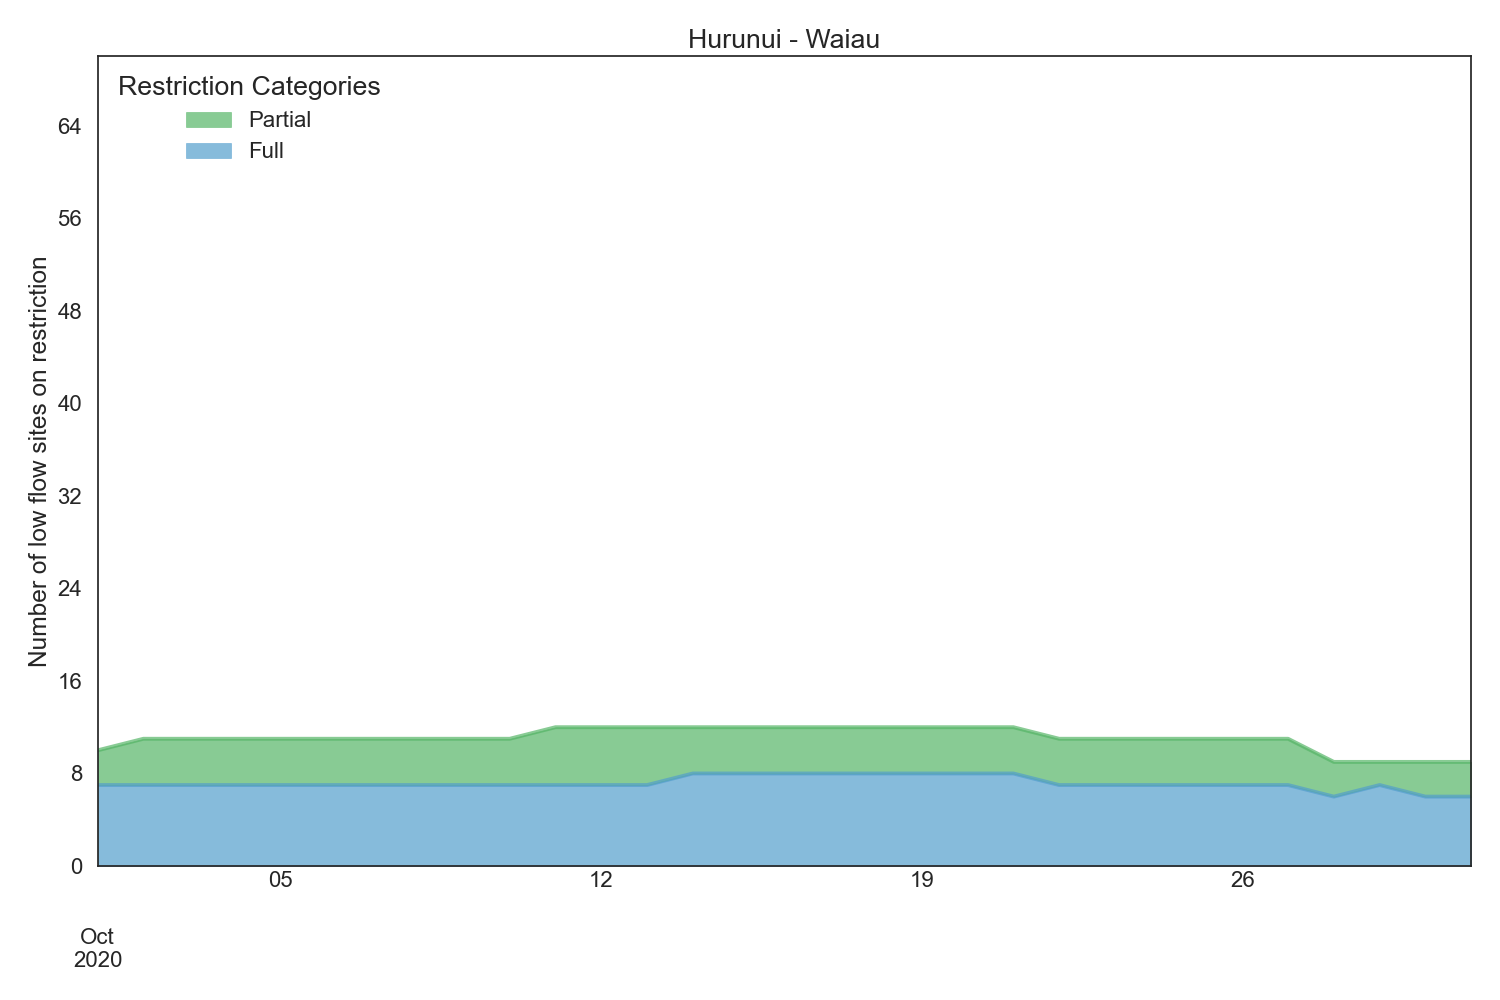 Hurunui - Waiau
Restriction Categories
Partial
Full
Number of low flow sites on restriction
64
56
48
40
32
24
16
8
0
05
12
19
26
Oct
2020